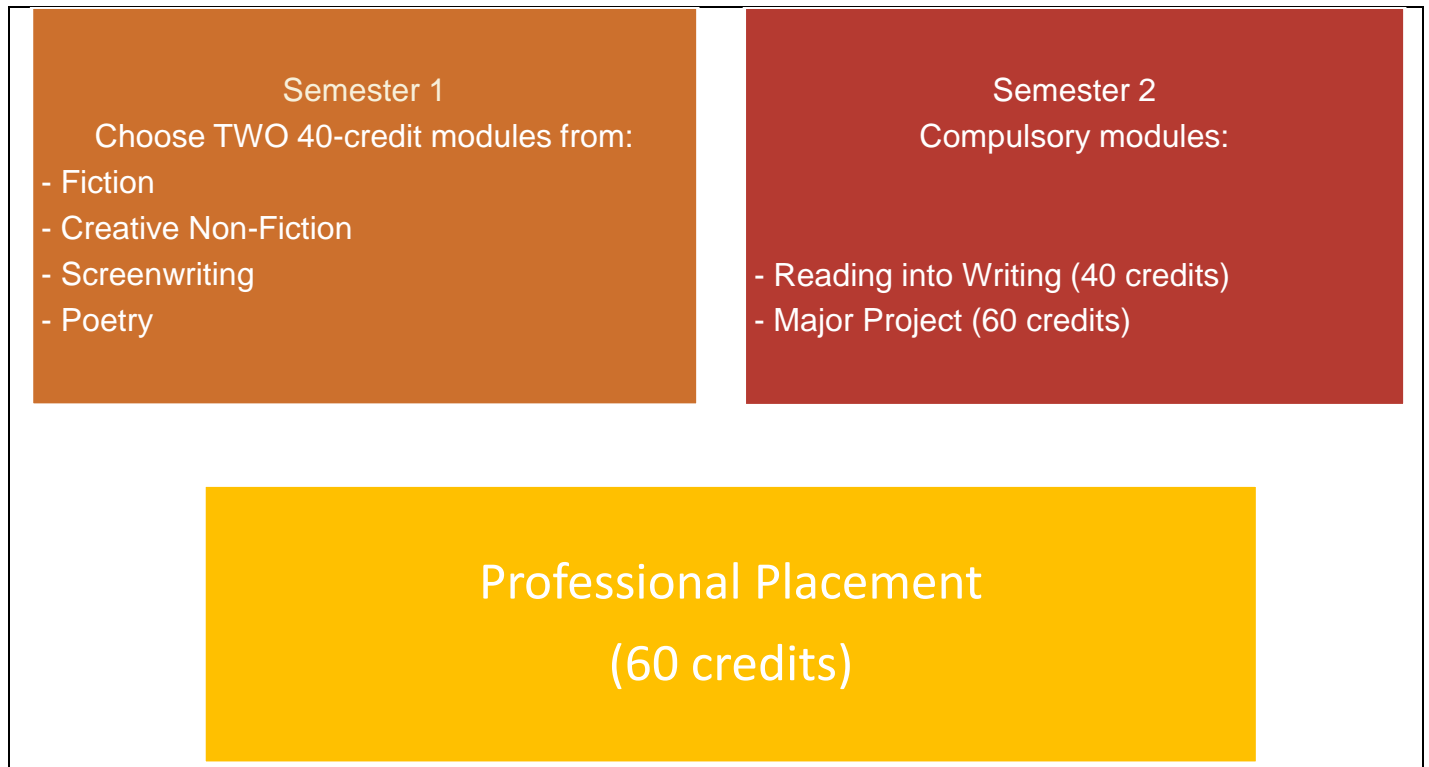 Semester 1
Choose TWO 40-credit modules from:
- Fiction
- Creative Non-Fiction
- Screenwriting
- Poetry
Semester 2
Compulsory modules:
- Reading into Writing (40 credits)
- Major Project (60 credits)
Professional Placement
(60 credits)